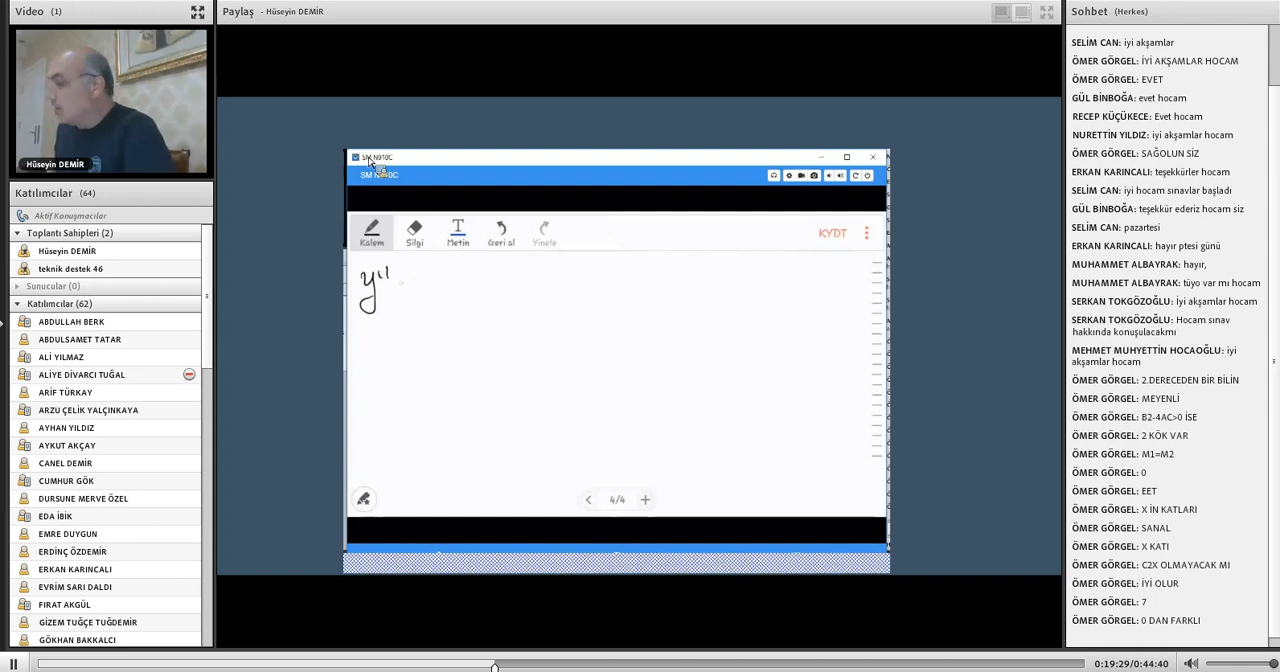 Video (1)
Paylaş - Hüseyin DEMİR
Sohbet (Herkes)
Hüseyin DEMİR
Katılımcılar (64)
Aktif Konuşmacılar
Toplantı Sahipleri (2)
Hüseyin DEMİR
teknik destek 46
Sunucular (0)
Katılımcılar (62)
ABDULLAH BERK
ABDULSAMET TATAR
ALİ YILMAZ
ALİYE DİVARCI TUĞAL
ARİF TÜRKAY
ARZU ÇELİK YALÇINKAYA
AYHAN YILDIZ
AYKUT AKÇAY
CANEL DEMİR
CUMHUR GÖK
DURSUNE MERVE ÖZEL
EDA İBİK
EMRE DUYGUN
ERDİNÇ ÖZDEMİR
ERKAN KARINCALI
EVRİM SARI DALDI
FIRAT AKGÜL
GİZEM TUĞÇE TUĞDEMİR
GÖKHAN BAKKALCI
SM N910C
Kalem
Silgi
Metin
Geri al
Yinele
KYDT
y''
4/4
SELİM CAN: iyi akşamlar
ÖMER GÖRGEL: İYİ AKŞAMLAR HOCAM
ÖMER GÖRGEL: EVET
GÜL BİNBOĞA: evet hocam
RECEP KÜÇÜKECE: Evet hocam
NURETTİN YILDIZ: iyi akşamlar hocam
ÖMER GÖRGEL: SAĞOLUN SİZ
ERKAN KARINCALI: teşekkürler hocam
SELİM CAN: iyi hocam sınavlar başladı
GÜL BİNBOĞA: teşekkür ederiz hocam siz
SELİM CAN: pazartesi
ERKAN KARINCALI: hayır ptesi günü
MUHAMMET ALBAYRAK: hayır,
MUHAMMET ALBAYRAK: tüyo var mı hocam
SERKAN TOKGÖZOĞLU: İyi akşamlar hocam
SERKAN TOKGÖZOĞLU: Hocam sınav
hakkında konuşulacakmı
MEHMET MUHYETTİN HOCAOĞLU: iyi
akşamlar hocam
ÖMER GÖRGEL: 2.DERECEDEN BİR BİLİN
ÖMER GÖRGEL: MEYENLİ
ÖMER GÖRGEL: B2-4AC>0 İSE
ÖMER GÖRGEL: 2 KÖK VAR
ÖMER GÖRGEL: M1=M2
ÖMER GÖRGEL: 0
ÖMER GÖRGEL: EET
ÖMER GÖRGEL: X İN KATLARI
ÖMER GÖRGEL: SANAL
ÖMER GÖRGEL: X KATI
ÖMER GÖRGEL: C2X OLMAYACAK MI
ÖMER GÖRGEL: İYİ OLUR
ÖMER GÖRGEL: 7
ÖMER GÖRGEL: 0 DAN FARKLI
0:19:29/0:44:40